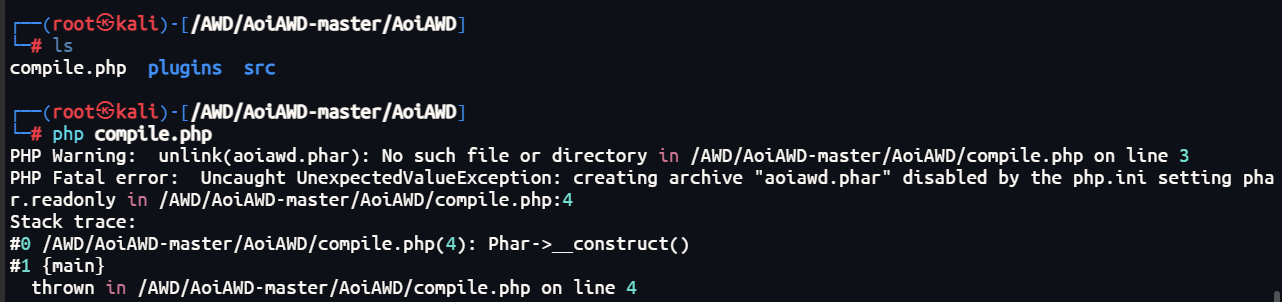 ┌──(root㉿kali)-[/AWD/AoiAWD-master/AoiAWD]
└─# ls
compile.php  plugins  src
┌──(root㉿kali)-[/AWD/AoiAWD-master/AoiAWD]
└─# php compile.php
PHP Warning:  unlink(aoiawd.phar): No such file or directory in /AWD/AoiAWD-master/AoiAWD/compile.php on line 3
PHP Fatal error:  Uncaught UnexpectedValueException: creating archive "aoiawd.phar" disabled by the php.ini setting pha
r.readonly in /AWD/AoiAWD-master/AoiAWD/compile.php:4
Stack trace:
#0 /AWD/AoiAWD-master/AoiAWD/compile.php(4): Phar->__construct()
#1 {main}
  thrown in /AWD/AoiAWD-master/AoiAWD/compile.php on line 4